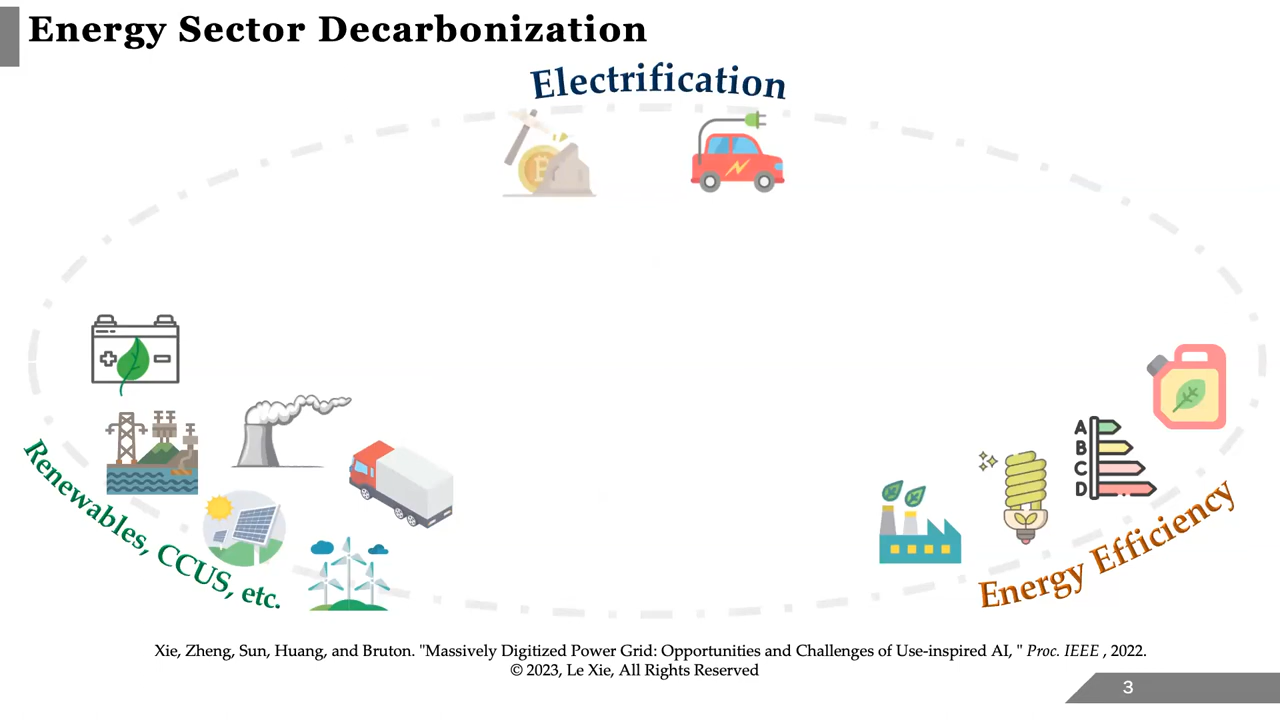 Energy Sector Decarbonization
Electrification
Renewables, CCUS, etc.
A
B
C
D
Energy Efficiency
Xie, Zheng, Sun, Huang, and Bruton. "Massively Digitized Power Grid: Opportunities and Challenges of Use-inspired AI, " Proc. IEEE , 2022.
© 2023, Le Xie, All Rights Reserved
3